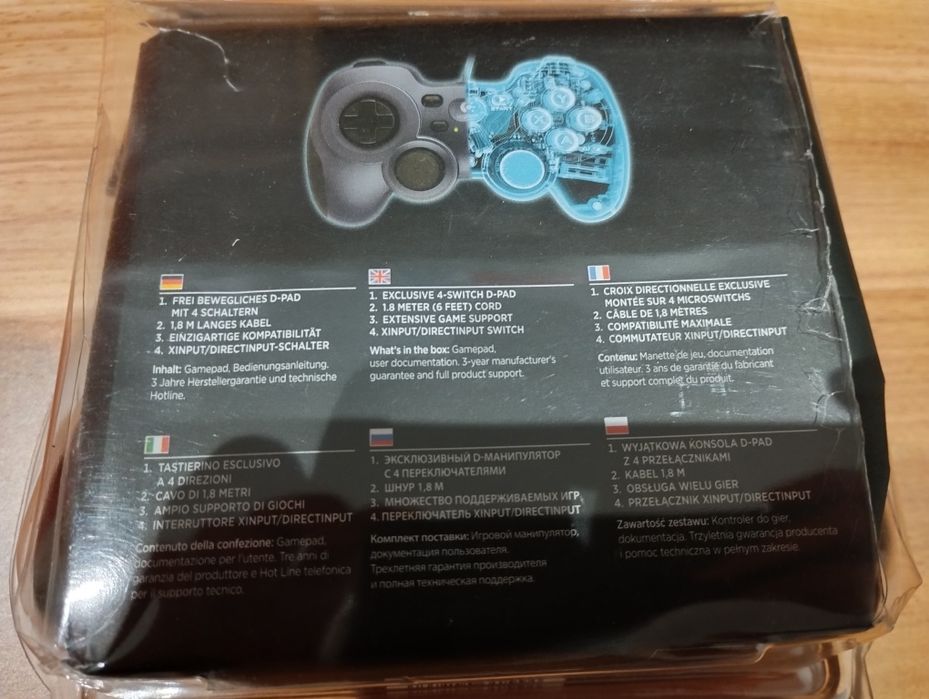 1. FREI BEWEGLICHES D-PAD
MIT 4 SCHALTERN
2. 1,8 M LANGES KABEL
3. EINZIGARTIGE KOMPATIBILITÄT
4. XINPUT/DIRECTINPUT-SCHALTER
Inhalt: Gamepad, Bedienungsanleitung.
3 Jahre Herstellergarantie und technische
Hotline.
1. EXCLUSIVE 4-SWITCH D-PAD
2. 1.8 METER (6 FEET) CORD
3. EXTENSIVE GAME SUPPORT
4. XINPUT/DIRECTINPUT SWITCH
What's in the box: Gamepad,
user documentation. 3-year manufacturer's
guarantee and full product support.
1. CROIX DIRECTIONNELLE EXCLUSIVE
MONTÉE SUR 4 MICROSWITCHS
2. CÂBLE DE 1,8 MÈTRES
3. COMPATIBILITÉ MAXIMALE
4. COMMUTATEUR XINPUT/DIRECTINPUT
Contenu: Manette de jeu, documentation
utilisateur. 3 ans de garantie du fabricant
et support complet du produit.
1. TASTIERINO ESCLUSIVO
A 4 DIREZIONI
2. CAVO DI 1,8 METRI
3. AMPIO SUPPORTO DI GIOCHI
4. INTERRUTTORE XINPUT/DIRECTINPUT
Contenuto della confezione: Gamepad,
documentazione per l'utente. Tre anni di
garanzia del produttore e Hot Line telefonica
per il supporto tecnico.
1. ЭКСКЛЮЗИВНЫЙ D-МАНИПУЛЯТОР
С 4 ПЕРЕКЛЮЧАТЕЛЯМИ
2. ШНУР 1,8 М
3. МНОЖЕСТВО ПОДДЕРЖИВАЕМЫХ ИГР
4. ПЕРЕКЛЮЧАТЕЛЬ XINPUT/DIRECTINPUT
Комплект поставки: Игровой манипулятор,
документация пользователя.
Трехлетняя гарантия производителя
и полная техническая поддержка.
1. WYJĄTKOWA KONSOLA D-PAD
Z 4 PRZEŁĄCZNIKAMI
2. KABEL 1,8 M
3. OBSŁUGA WIELU GIER
4. PRZEŁĄCZNIK XINPUT/DIRECTINPUT
Zawartość zestawu: Kontroler do gier,
dokumentacja. Trzyletnia gwarancja producenta
i pomoc techniczna w pełnym zakresie.